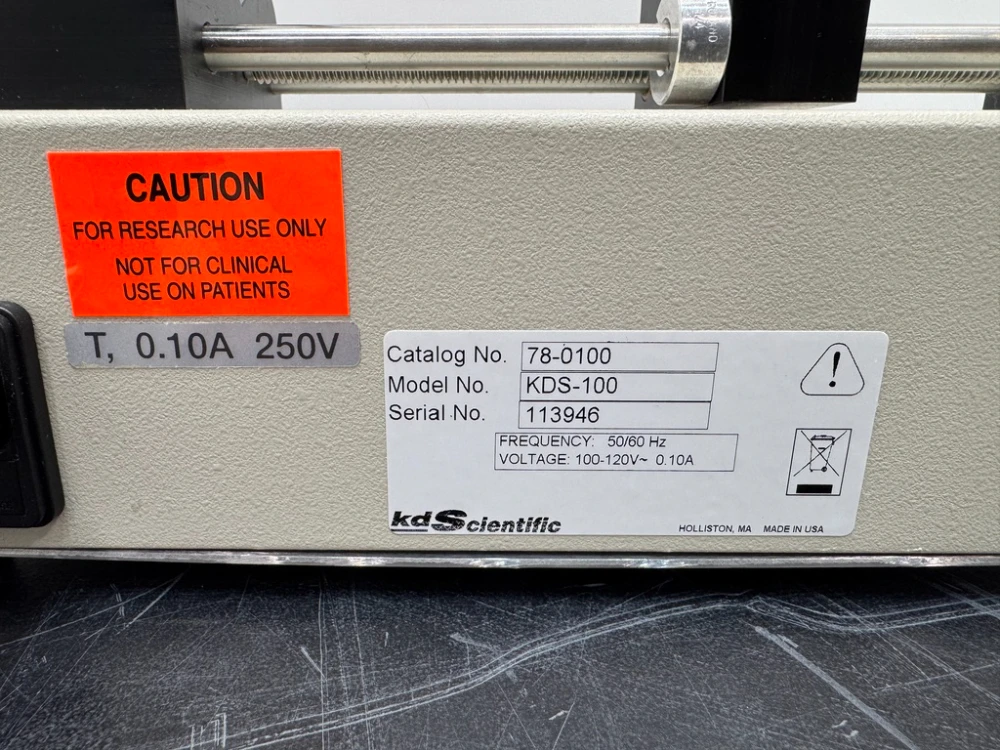 CAUTION
FOR RESEARCH USE ONLY
NOT FOR CLINICAL
USE ON PATIENTS
T, 0.10A 250V
Catalog No. 78-0100
Model No. KDS-100
Serial No. 113946
FREQUENCY: 50/60 Hz
VOLTAGE: 100-120V~ 0.10A
kdScientific
HOLLISTON, MA MADE IN USA